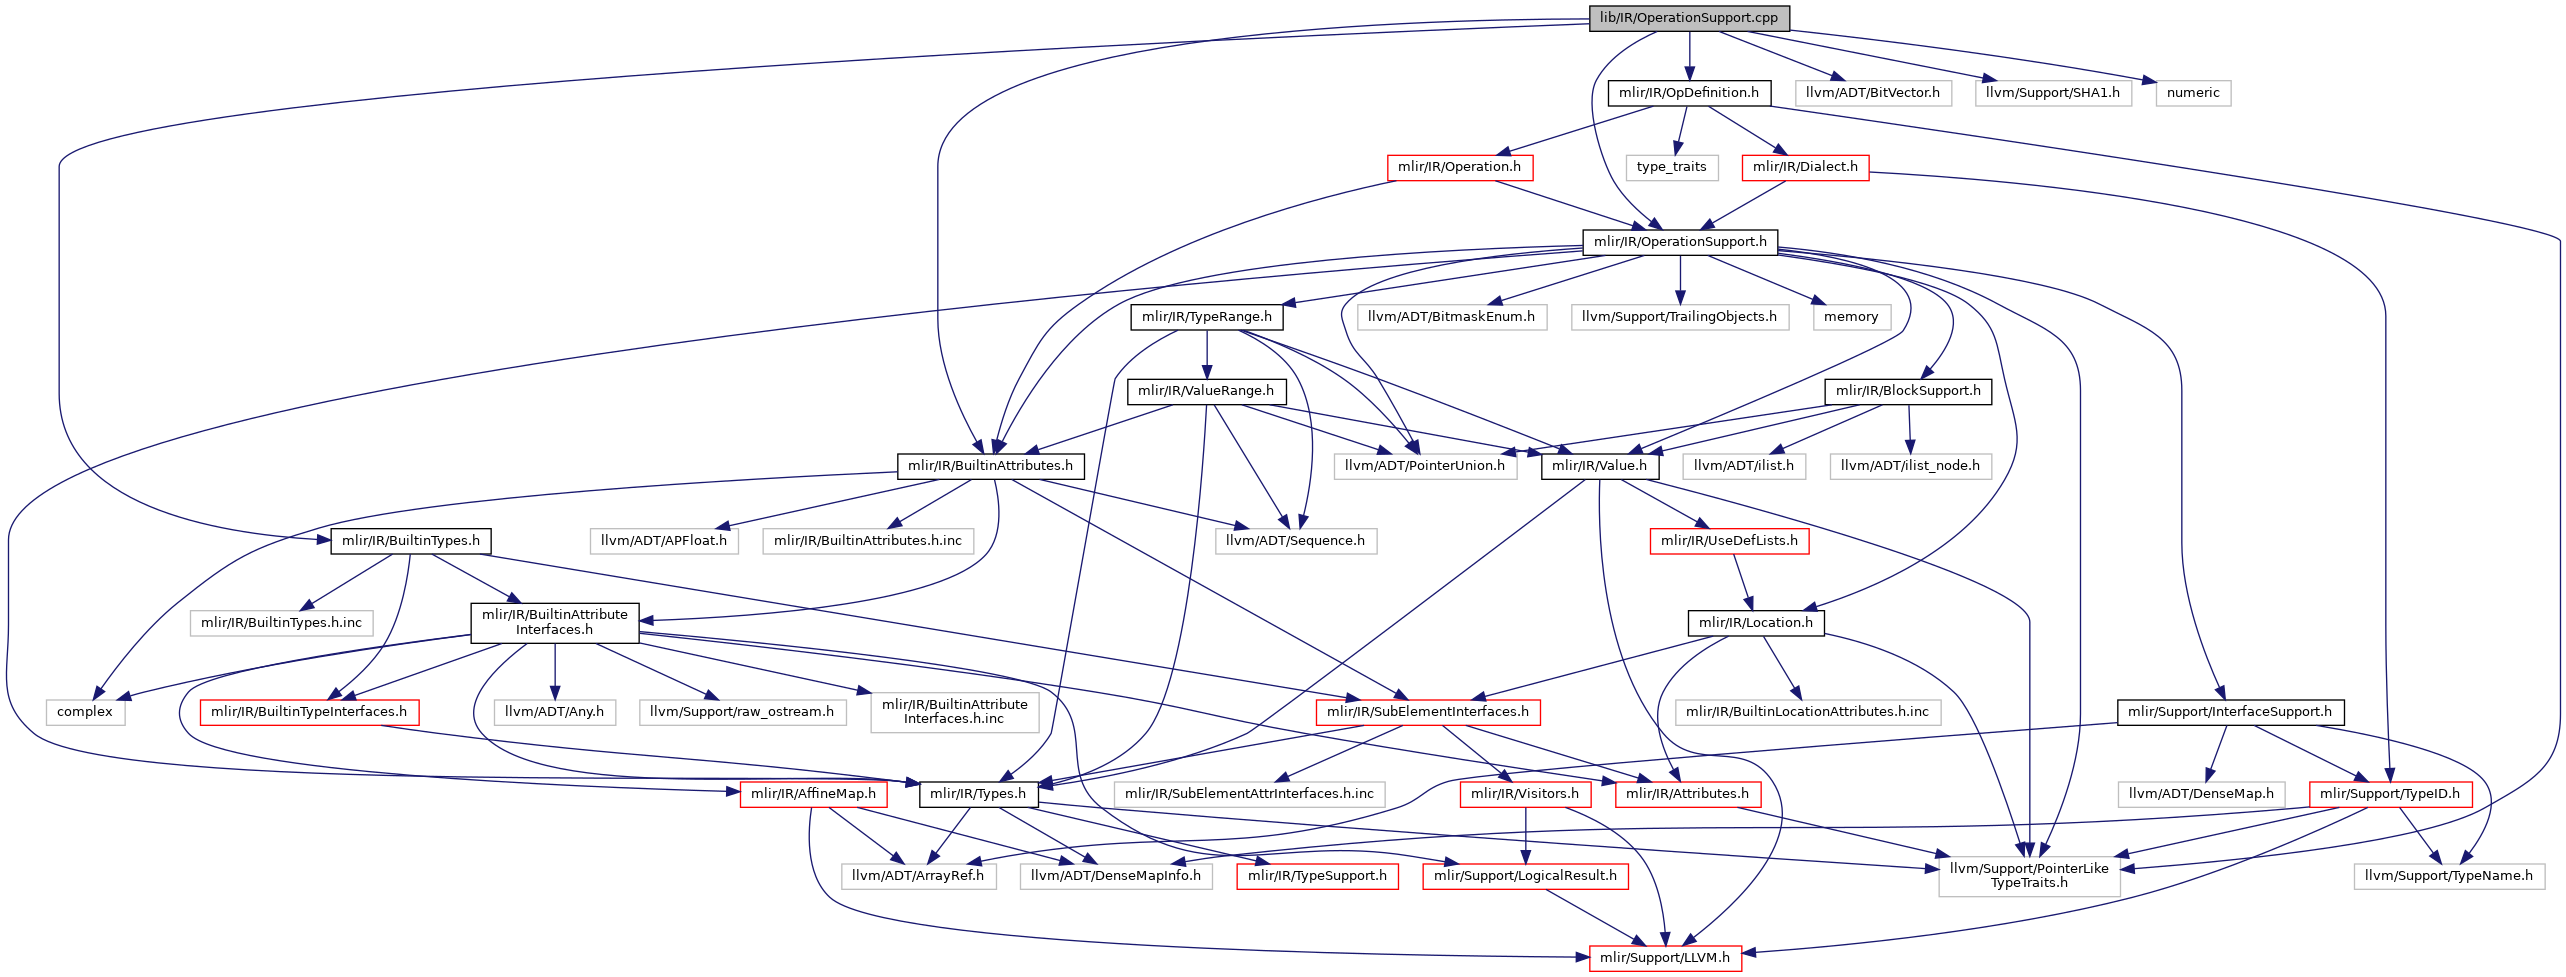 lib/IR/OperationSupport.cpp
mlir/IR/OpDefinition.h
llvm/ADT/BitVector.h
llvm/Support/SHA1.h
numeric
mlir/IR/Operation.h
type_traits
mlir/IR/Dialect.h
mlir/IR/OperationSupport.h
mlir/IR/TypeRange.h
llvm/ADT/BitmaskEnum.h
llvm/Support/TrailingObjects.h
memory
mlir/IR/ValueRange.h
mlir/IR/BlockSupport.h
mlir/IR/BuiltinAttributes.h
llvm/ADT/PointerUnion.h
mlir/IR/Value.h
llvm/ADT/ilist.h
llvm/ADT/ilist_node.h
mlir/IR/BuiltinTypes.h
llvm/ADT/APFloat.h
mlir/IR/BuiltinAttributes.h.inc
llvm/ADT/Sequence.h
mlir/IR/UseDefLists.h
mlir/IR/BuiltinTypes.h.inc
mlir/IR/BuiltinAttribute
Interfaces.h
mlir/IR/Location.h
complex
mlir/IR/BuiltinTypeInterfaces.h
llvm/ADT/Any.h
llvm/Support/raw_ostream.h
mlir/IR/BuiltinAttribute
Interfaces.h.inc
mlir/IR/SubElementInterfaces.h
mlir/IR/BuiltinLocationAttributes.h.inc
mlir/Support/InterfaceSupport.h
mlir/IR/AffineMap.h
mlir/IR/Types.h
mlir/IR/SubElementAttrInterfaces.h.inc
mlir/IR/Visitors.h
mlir/IR/Attributes.h
llvm/ADT/DenseMap.h
mlir/Support/TypeID.h
llvm/ADT/ArrayRef.h
llvm/ADT/DenseMapInfo.h
mlir/IR/TypeSupport.h
mlir/Support/LogicalResult.h
llvm/Support/PointerLike
TypeTraits.h
llvm/Support/TypeName.h
mlir/Support/LLVM.h